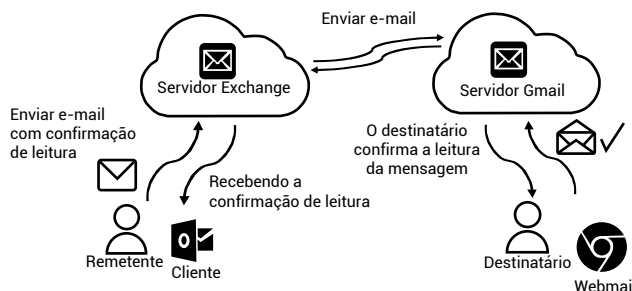 Enviar e-mail
Servidor Exchange
Servidor Gmail
Enviar e-mail
com confirmação
de leitura
O destinatário
confirma a leitura
da mensagem
Recebendo a
confirmação de leitura
Remetente
Cliente
Destinatário
Webmai